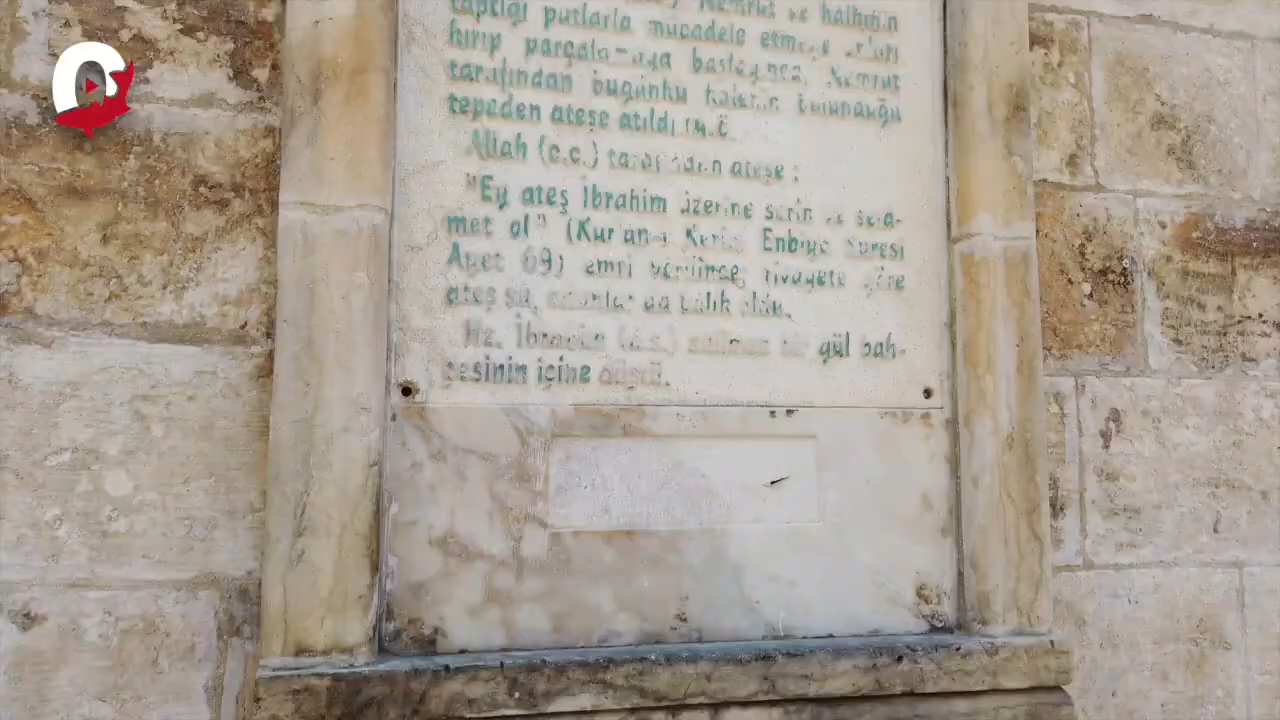 taptığı putlarla mücadele etmeye
kırıp parçalamaya başlayınca, Nemrut
tarafından bugünkü kalenin bulunduğu
tepeden ateşe atıldı
Allah (c.c.) tarafından ateşe :
"Ey ateş İbrahim üzerine serin ve sela-
met ol" (Kur'an-ı Kerim Enbiya Suresi
Ayet 69) emri verilince, rivayete göre
ateş su, odunlar da balık oldu.
Hz. İbrahim (a.s.) gül bah-
çesinin içine düştü.